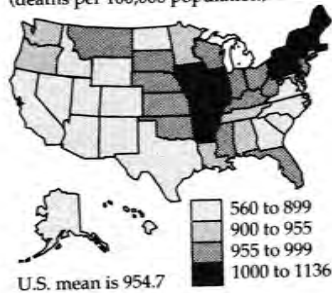 (deaths per 100,000 population)
560 to 899
900 to 955
955 to 999
1000 to 1136
U.S. mean is 954.7